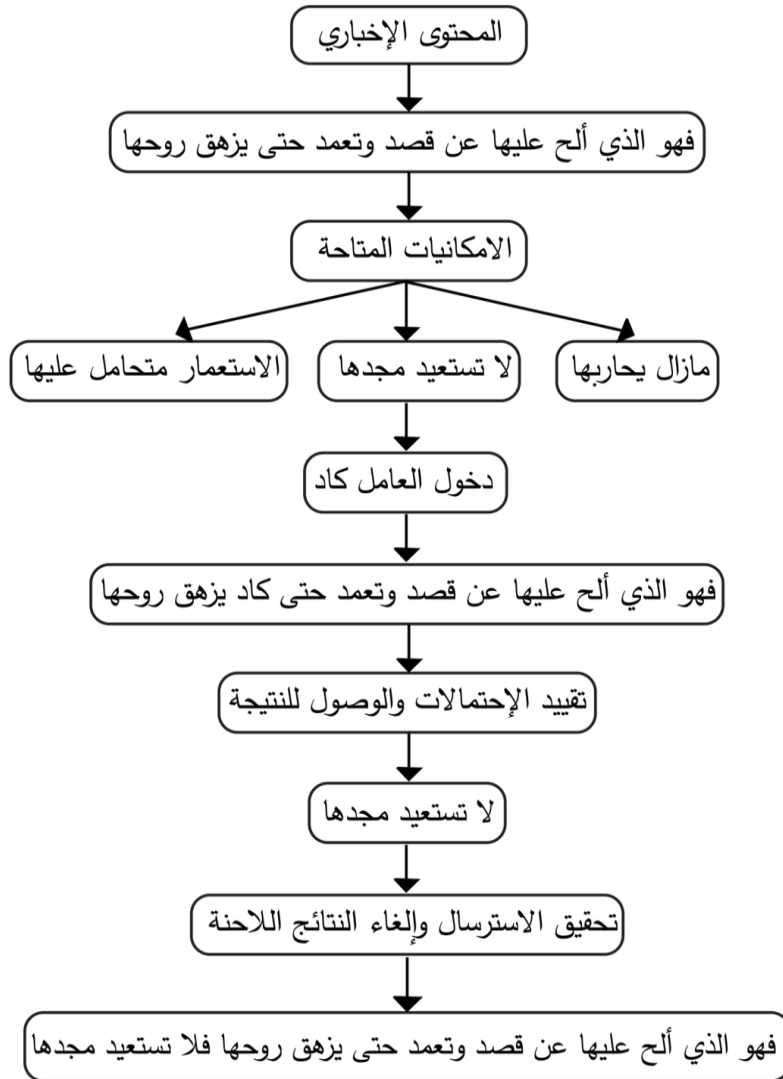 المحتوى الإخباري
فهو الذي ألح عليها عن قصد وتعمد حتى يزهق روحها
الامكانيات المتاحة
مازال يحاربها
لا تستعيد مجدها
الاستعمار متحامل عليها
دخول العامل كاد
فهو الذي ألح عليها عن قصد وتعمد حتى كاد يزهق روحها
تقييد الإحتمالات والوصول للنتيجة
لا تستعيد مجدها
تحقيق الاسترسال وإلغاء النتائج اللاحنة
فهو الذي ألح عليها عن قصد وتعمد حتى يزهق روحها فلا تستعيد مجدها